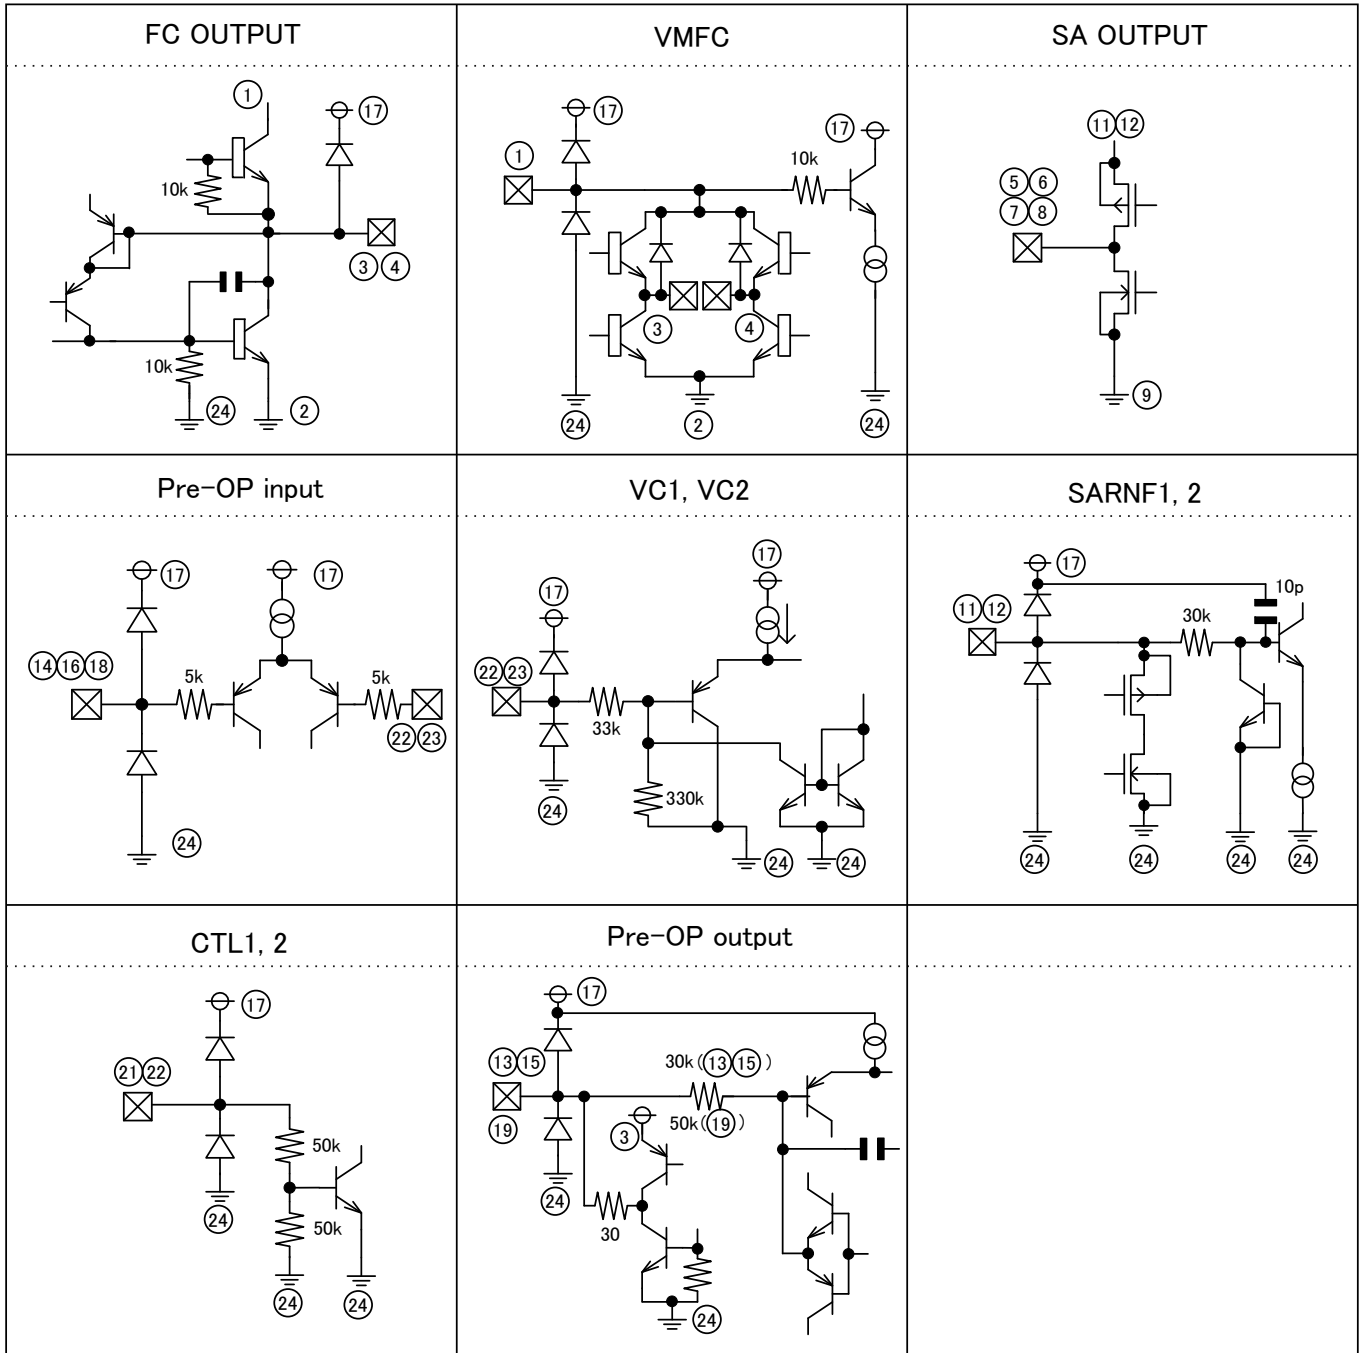 FC OUTPUT
VMFC
SA OUTPUT
① ⑰
10k
③④
10k
㉔ ②
⑰ ⑰
① 10k
③ ④
㉔ ② ㉔
⑪⑫
⑤⑥
⑦⑧
⑨
Pre-OP input
VC1, VC2
SARNF1, 2
⑰ ⑰
⑭⑯⑱ 5k 5k
㉒㉓
㉔
⑰
⑰
㉒㉓
33k
330k
㉔ ㉔ ㉔
⑰
10p
⑪⑫ 30k
㉔ ㉔ ㉔ ㉔
CTL1, 2
Pre-OP output
⑰
㉑㉒
50k
㉔ 50k
㉔ ㉔
⑰
⑬⑮ 30k(⑬⑮)
⑲ 50k(⑲)
③
㉔
30
㉔